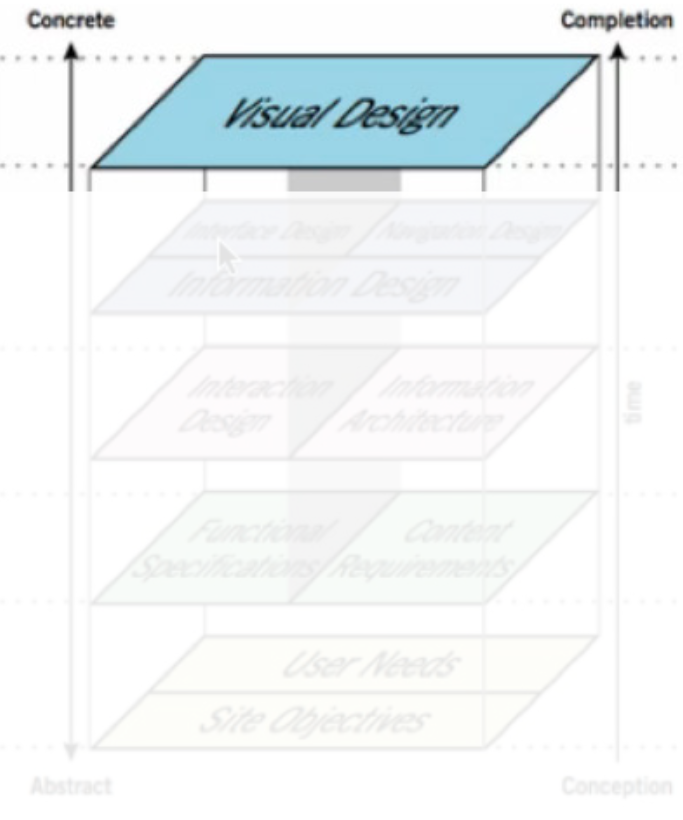 Concrete
Completion
Visual Design
Interface Design
Navigation Design
Information Design
Interaction
Design
Information
Architecture
time
Functional
Specifications
Content
Requirements
User Needs
Site Objectives
Abstract
Conception